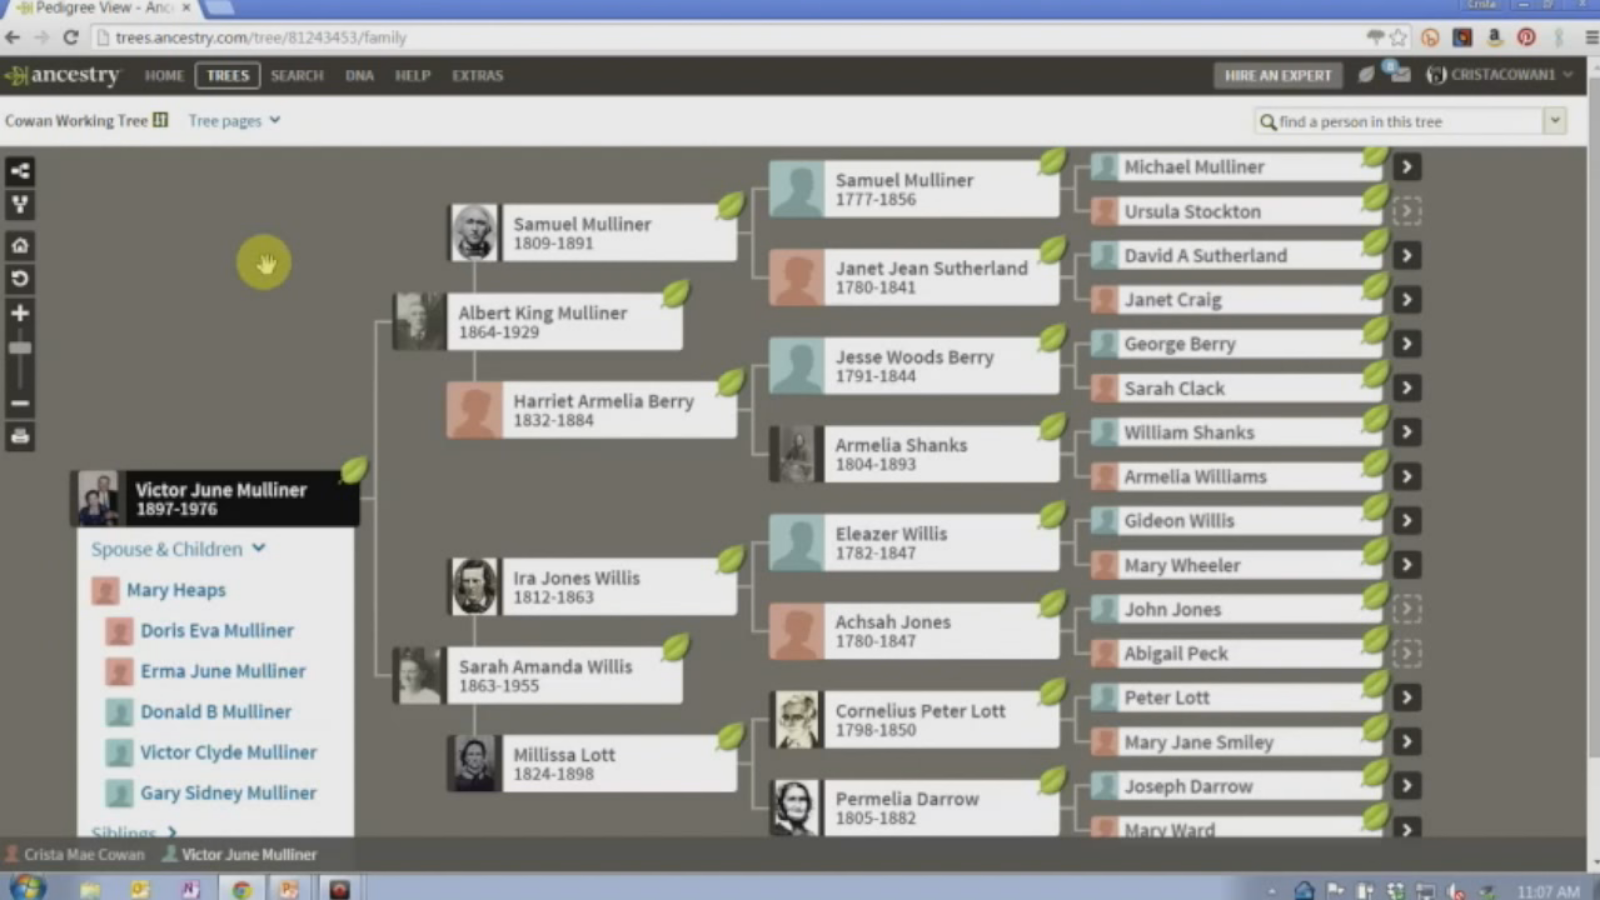 Pedigree View - Anc
Crista
trees.ancestry.com/tree/81243453/family
ancestry HOME TREES SEARCH DNA HELP EXTRAS HIRE AN EXPERT CRISTACOWAN1
Cowan Working Tree Tree pages find a person in this tree
Samuel Mulliner
1809-1891
Albert King Mulliner
1864-1929
Harriet Armelia Berry
1832-1884
Victor June Mulliner
1897-1976
Spouse & Children
Mary Heaps
Doris Eva Mulliner
Erma June Mulliner
Donald B Mulliner
Victor Clyde Mulliner
Gary Sidney Mulliner
Siblings
Ira Jones Willis
1812-1863
Sarah Amanda Willis
1863-1955
Millissa Lott
1824-1898
Samuel Mulliner
1777-1856
Janet Jean Sutherland
1780-1841
Jesse Woods Berry
1791-1844
Armelia Shanks
1804-1893
Eleazer Willis
1782-1847
Achsah Jones
1780-1847
Cornelius Peter Lott
1798-1850
Permelia Darrow
1805-1882
Michael Mulliner
Ursula Stockton
David A Sutherland
Janet Craig
George Berry
Sarah Clack
William Shanks
Armelia Williams
Gideon Willis
Mary Wheeler
John Jones
Abigail Peck
Peter Lott
Mary Jane Smiley
Joseph Darrow
Mary Ward
Crista Mae Cowan Victor June Mulliner
11:07 AM